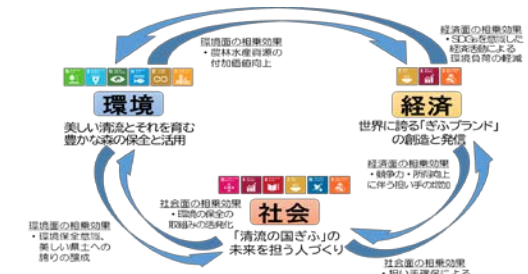 環境面の相乗効果
・農林水産資源の
付加価値向上
経済面の相乗効果
・SDGsを意識した
経済活動による
環境負荷の軽減
環境
美しい清流とそれを育む
豊かな森の保全と活用
経済
世界に誇る「ぎふブランド」
の創造と発信
経済面の相乗効果
・競争力・所得向上
に伴う担い手の増加
社会面の相乗効果
・環境の保全の
取組みの活発化
社会
「清流の国ぎふ」の
未来を担う人づくり
環境面の相乗効果
・環境保全意識、
美しい県土への
誇りの醸成
社会面の相乗効果
・担い手確保による